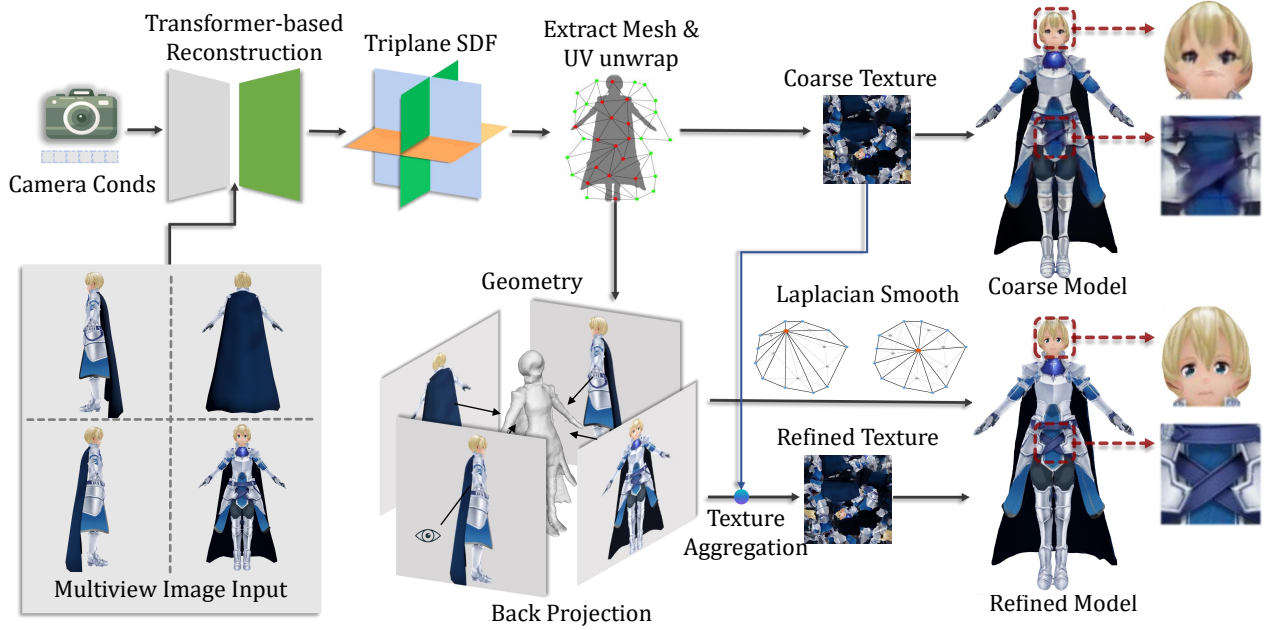 Transformer-based
Reconstruction
Triplane SDF
Extract Mesh &
UV unwrap
Coarse Texture
Camera Conds
Geometry
Laplacian Smooth
Coarse Model
Refined Texture
Texture
Aggregation
Multiview Image Input
Back Projection
Refined Model